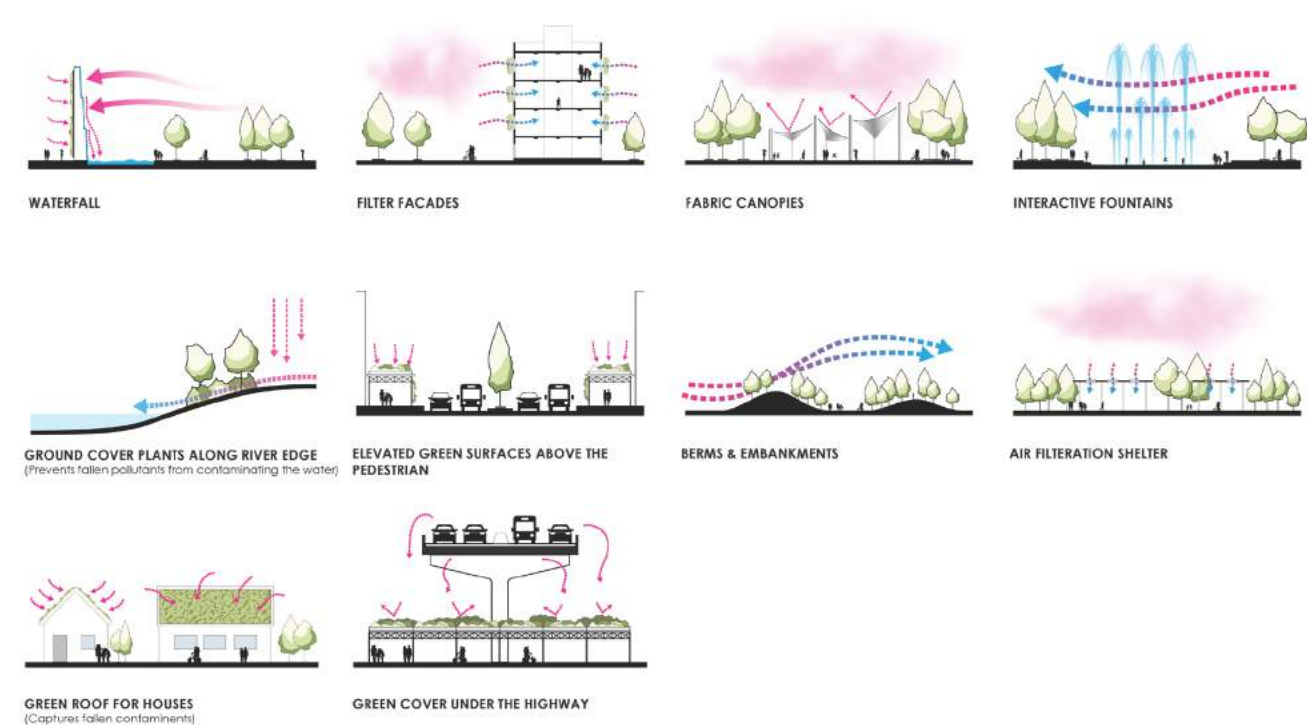 WATERFALL
FILTER FACADES
FABRIC CANOPIES
INTERACTIVE FOUNTAINS
GROUND COVER PLANTS ALONG RIVER EDGE
(Prevents fallen pollutants from contaminating the water)
ELEVATED GREEN SURFACES ABOVE THE
PEDESTRIAN
BERMS & EMBANKMENTS
AIR FILTERATION SHELTER
GREEN ROOF FOR HOUSES
(Captures fallen contaminents)
GREEN COVER UNDER THE HIGHWAY